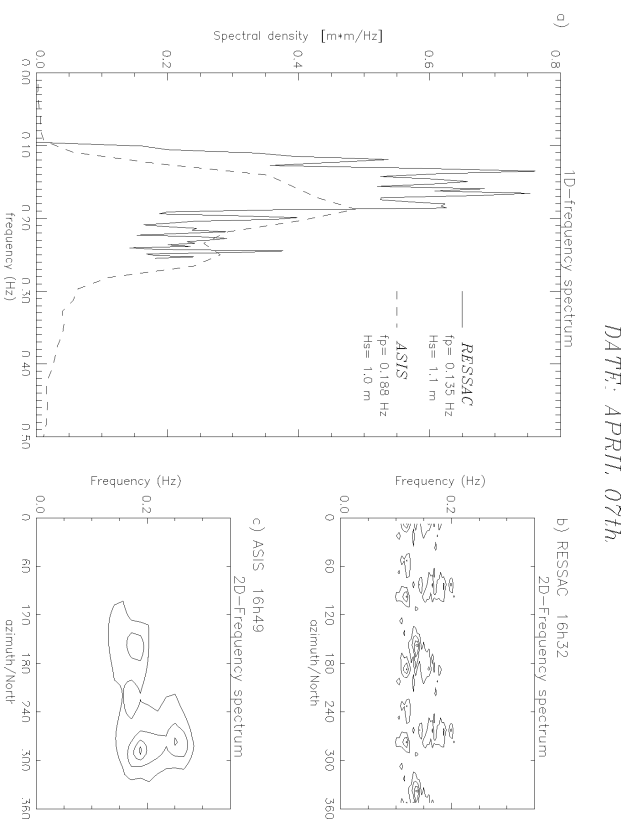 DATE: APRIL 07th
a)
1D-frequency spectrum
Spectral density [m*m/Hz]
0.8
0.6
0.4
0.2
0.0
0.00
0.10
0.20
0.30
0.40
0.50
frequency (Hz)
RESSAC
fp= 0.135 Hz
Hs= 1.1 m
ASIS
fp= 0.188 Hz
Hs= 1.0 m
b) RESSAC 16h32
2D-Frequency spectrum
Frequency (Hz)
0.2
0.0
0
60
120
180
240
300
360
azimuth/North
c) ASIS 16h49
2D-Frequency spectrum
Frequency (Hz)
0.2
0.0
0
60
120
180
240
300
360
azimuth/North